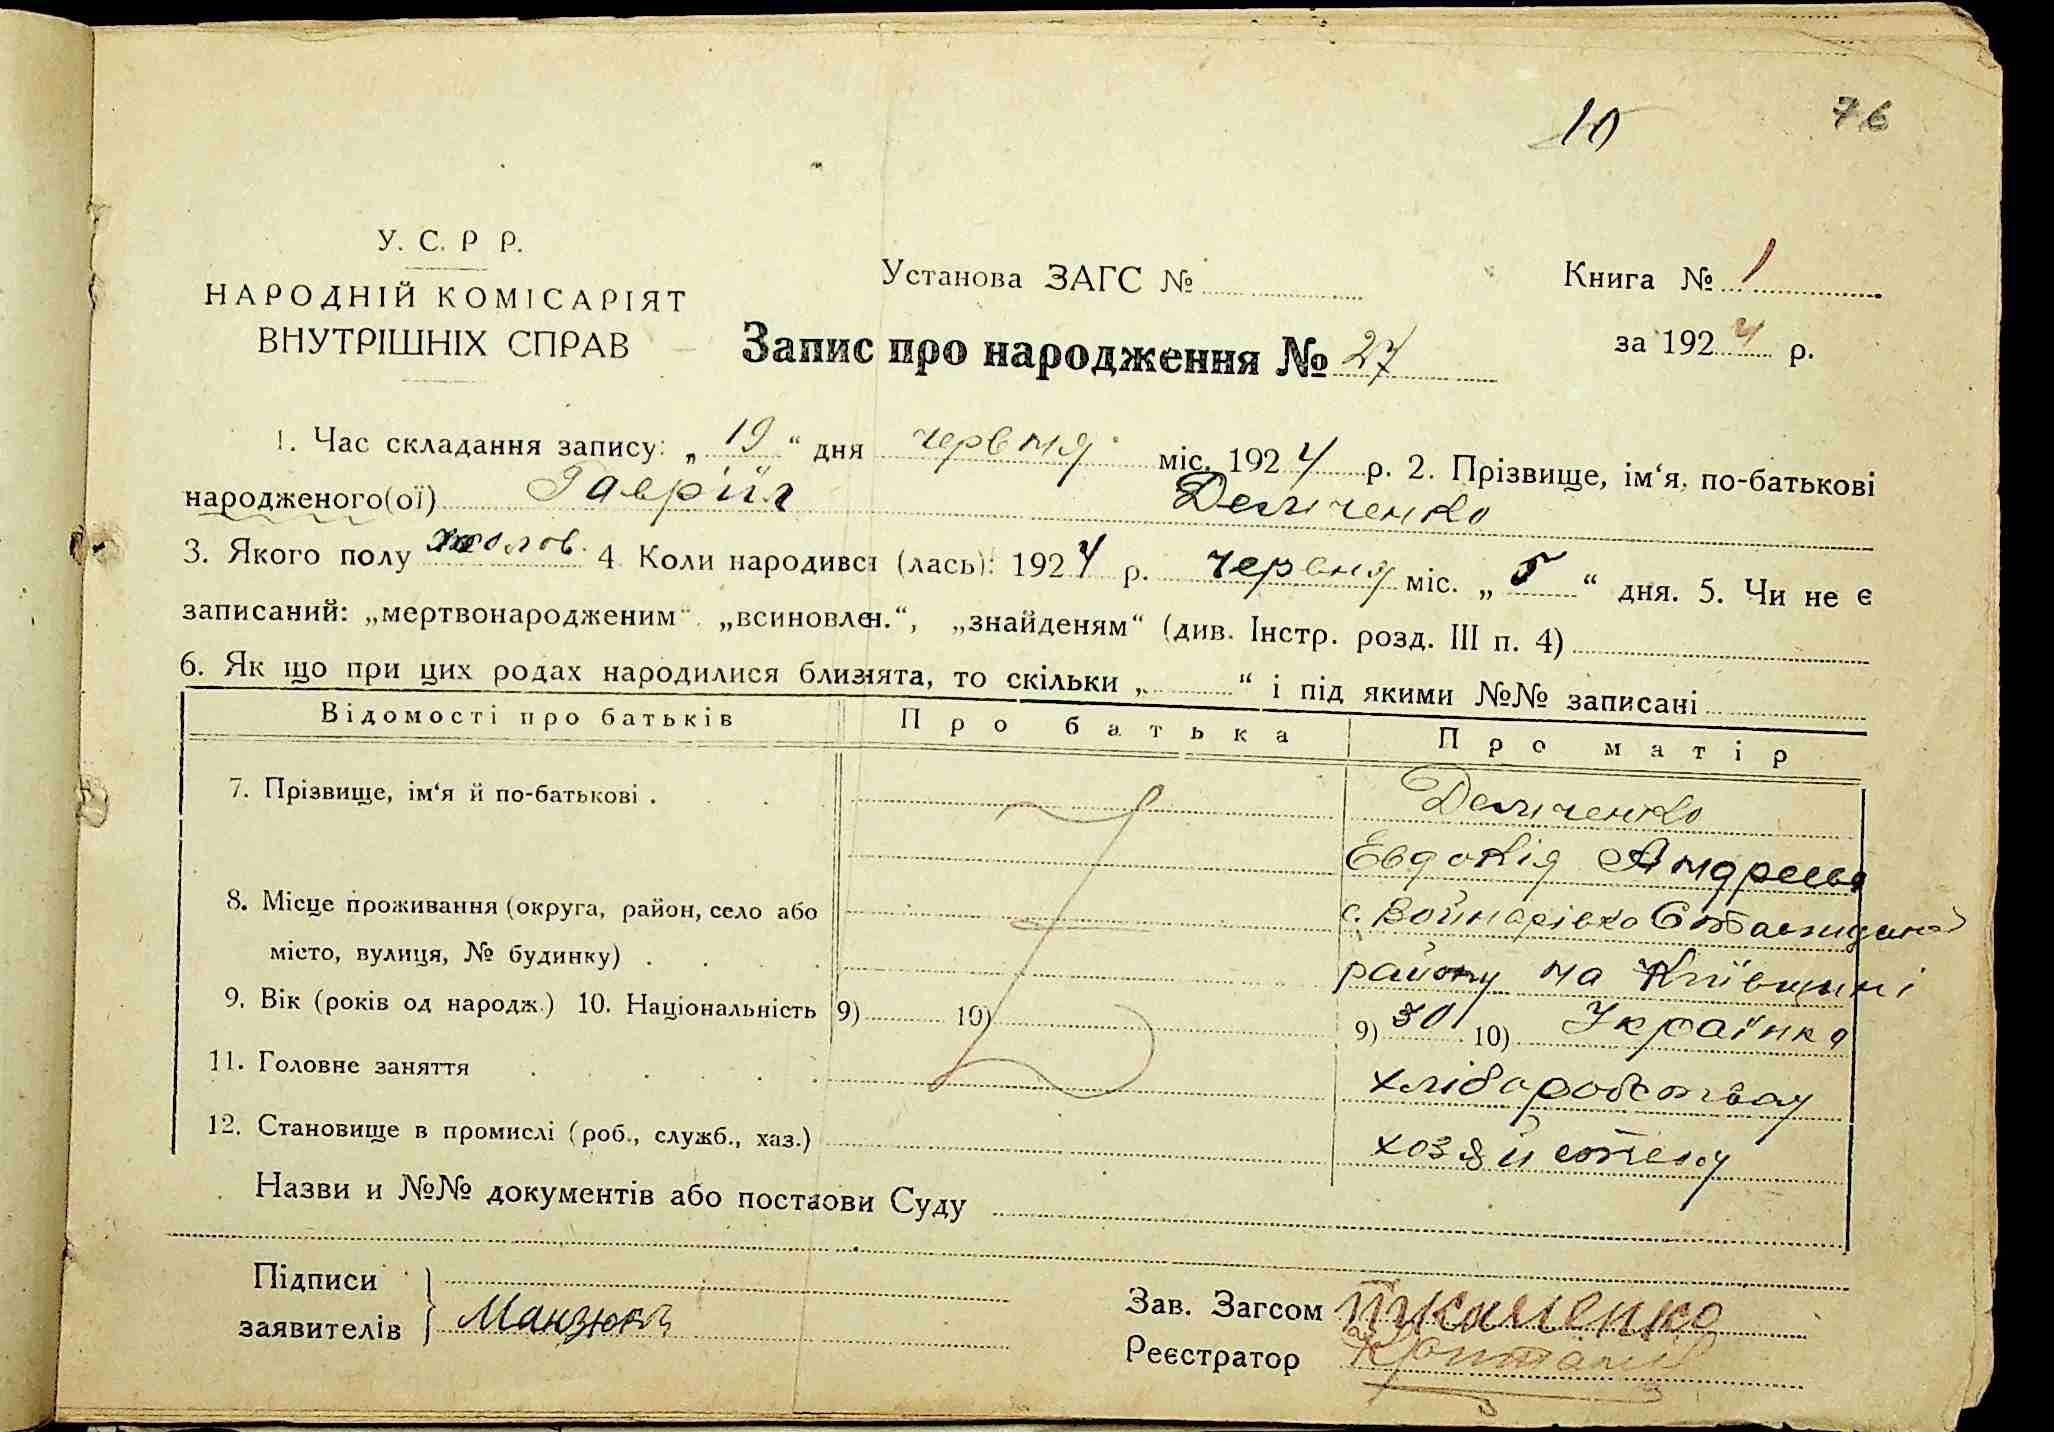 10 76
У. С. Р Р.
НАРОДНІЙ КОМІСАРІЯТ
ВНУТРІШНІХ СПРАВ
Установа ЗАГС №
Книга № 1
Запис про народження № 27
за 1924 р.
1. Час складання запису: „ 19 “ дня червня міс. 1924 р. 2. Прізвище, ім‘я, по-батькові
народженого(ої) Гавріїл Демченко
3. Якого полу чолов. 4 Коли народився (лась): 1924 р. червня міс. „ 5 “ дня. 5. Чи не є
записаний: „мертвонародженим“ „всиновлен.“, „знайденям“ (див. Інстр. розд. III п. 4)
6. Як що при цих родах народилися близнята, то скільки „ “ і під якими №№ записані
Відомості про батьків Про батька Про матір
7. Прізвище, ім‘я й по-батькові . Демченко
Евдокія Андреєва
8. Місце проживання (округа, район, село або с. Войнарівка
місто, вулиця, № будинку) . району на Київщині
9. Вік (років од народж.) 10. Національність 9) 10) 9) 30 10) Українка
11. Головне заняття хліборобством
12. Становище в промислі (роб., служб., хаз.)
Назви и №№ документів або постанови Суду
Підписи
заявителів Манзюк
Зав. Загсом
Реєстратор